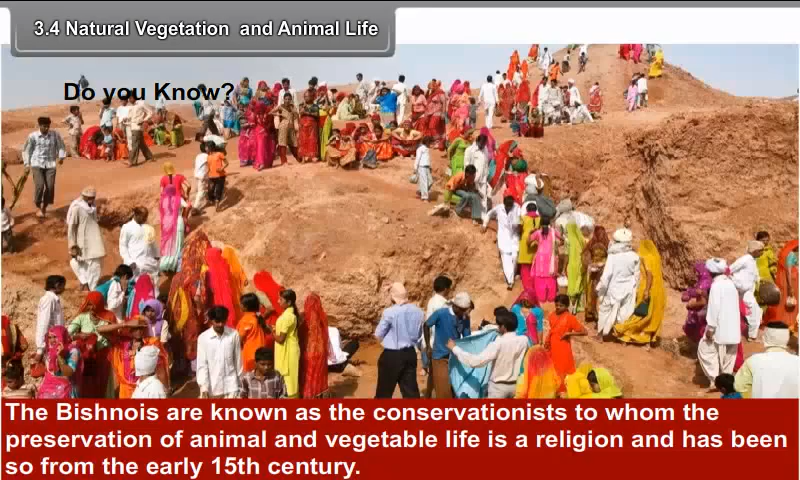 3.4 Natural Vegetation and Animal Life
Do you Know?
The Bishnois are known as the conservationists to whom the
preservation of animal and vegetable life is a religion and has been
so from the early 15th century.